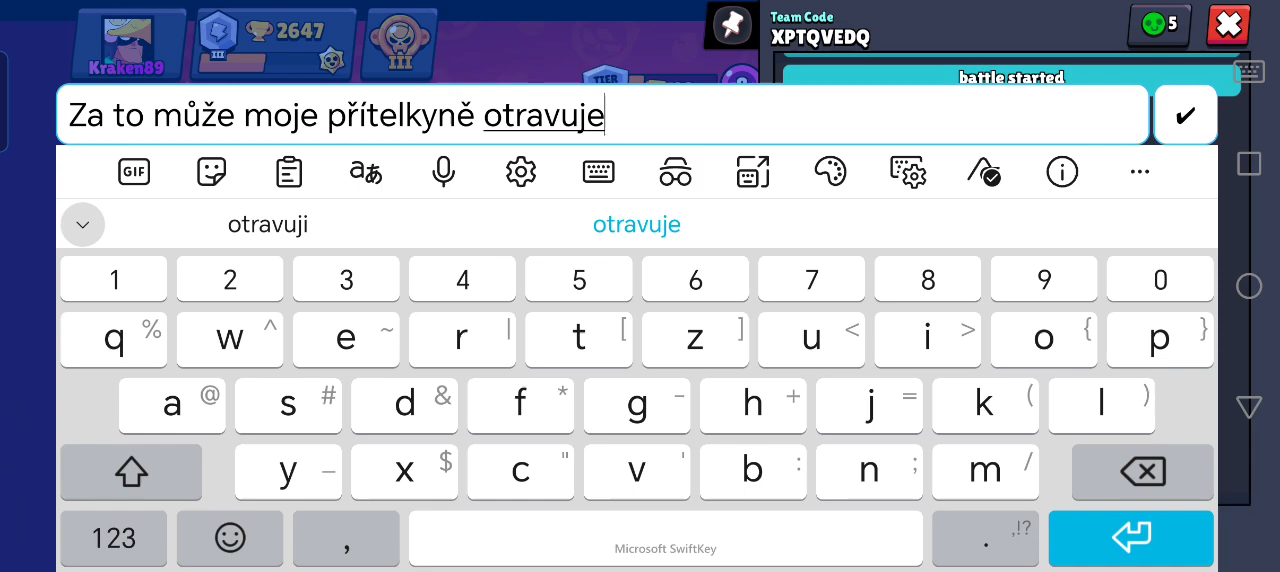 Kraken89
III
2647
III
TIER
Team Code
XPTQVEDQ
5
battle started
Za to může moje přítelkyně otravuje
GIF
otravuji otravuje
1 2 3 4 5 6 7 8 9 0
q % w ^ e ~ r | t [ z ] u < i > o { p }
a @ s # d & f * g - h + j = k ( l )
y _ x $ c " v ' b : n ; m /
123 , Microsoft SwiftKey . ,!?